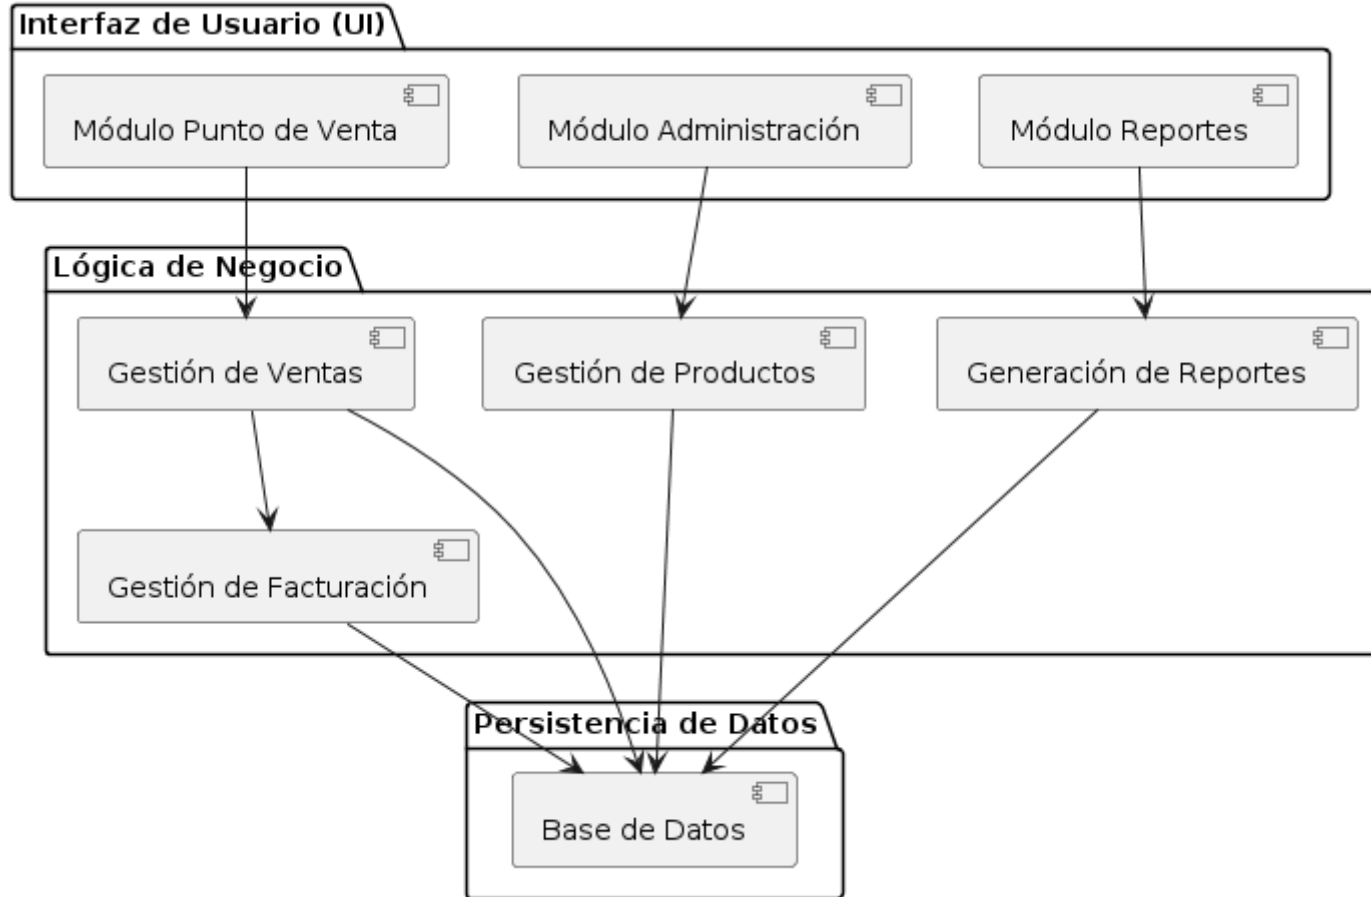 Interfaz de Usuario (UI)
Módulo Punto de Venta
Módulo Administración
Módulo Reportes
Lógica de Negocio
Gestión de Ventas
Gestión de Productos
Generación de Reportes
Gestión de Facturación
Persistencia de Datos
Base de Datos